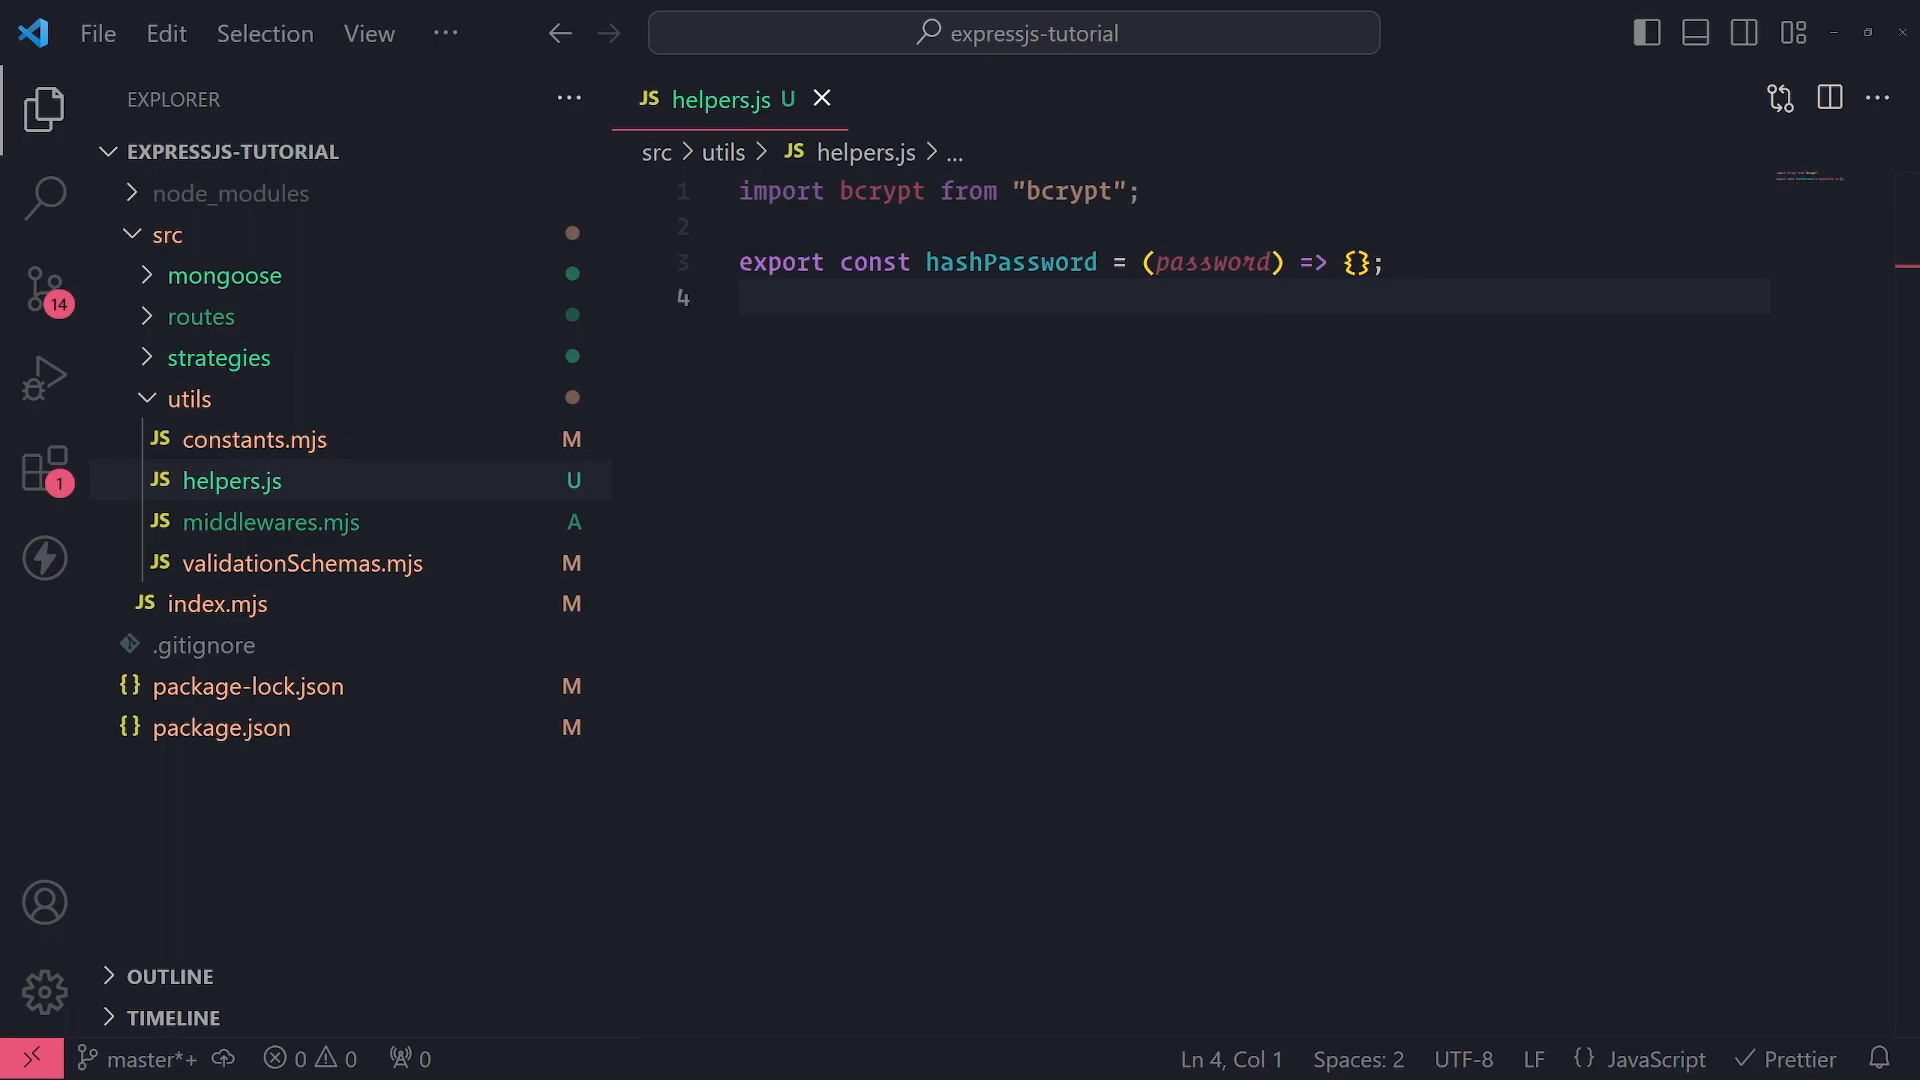 File Edit Selection View ···
expressjs-tutorial
EXPLORER ···
EXPRESSJS-TUTORIAL
node_modules
src
mongoose
routes
strategies
utils
JS constants.mjs M
JS helpers.js U
JS middlewares.mjs A
JS validationSchemas.mjs M
JS index.mjs M
.gitignore
{} package-lock.json M
{} package.json M
OUTLINE
TIMELINE
14
1
JS helpers.js U
src > utils > JS helpers.js > ...
1 import bcrypt from "bcrypt";
2
3 export const hashPassword = (password) => {};
4
master*+ 0 0 0 Ln 4, Col 1 Spaces: 2 UTF-8 LF {} JavaScript Prettier